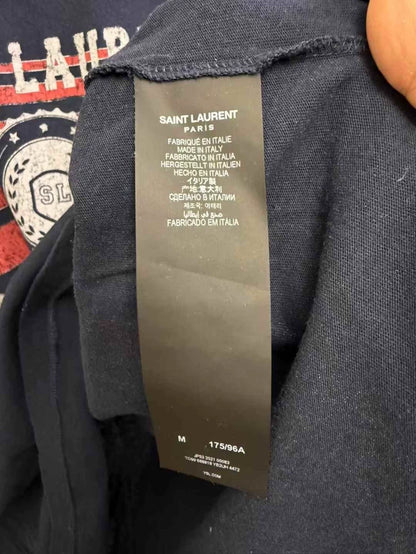 LAUR
SL
SAINT LAURENT
PARIS
FABRIQUÉ EN ITALIE
MADE IN ITALY
FABBRICATO IN ITALIA
HERGESTELLT IN ITALIEN
HECHO EN ITALIA
イタリア製
产地:意大利
СДЕЛАНО В ИТАЛИИ
제조국: 이태리
صنع في إيطاليا
FABRICADO EM ITÁLIA
M 175/96A